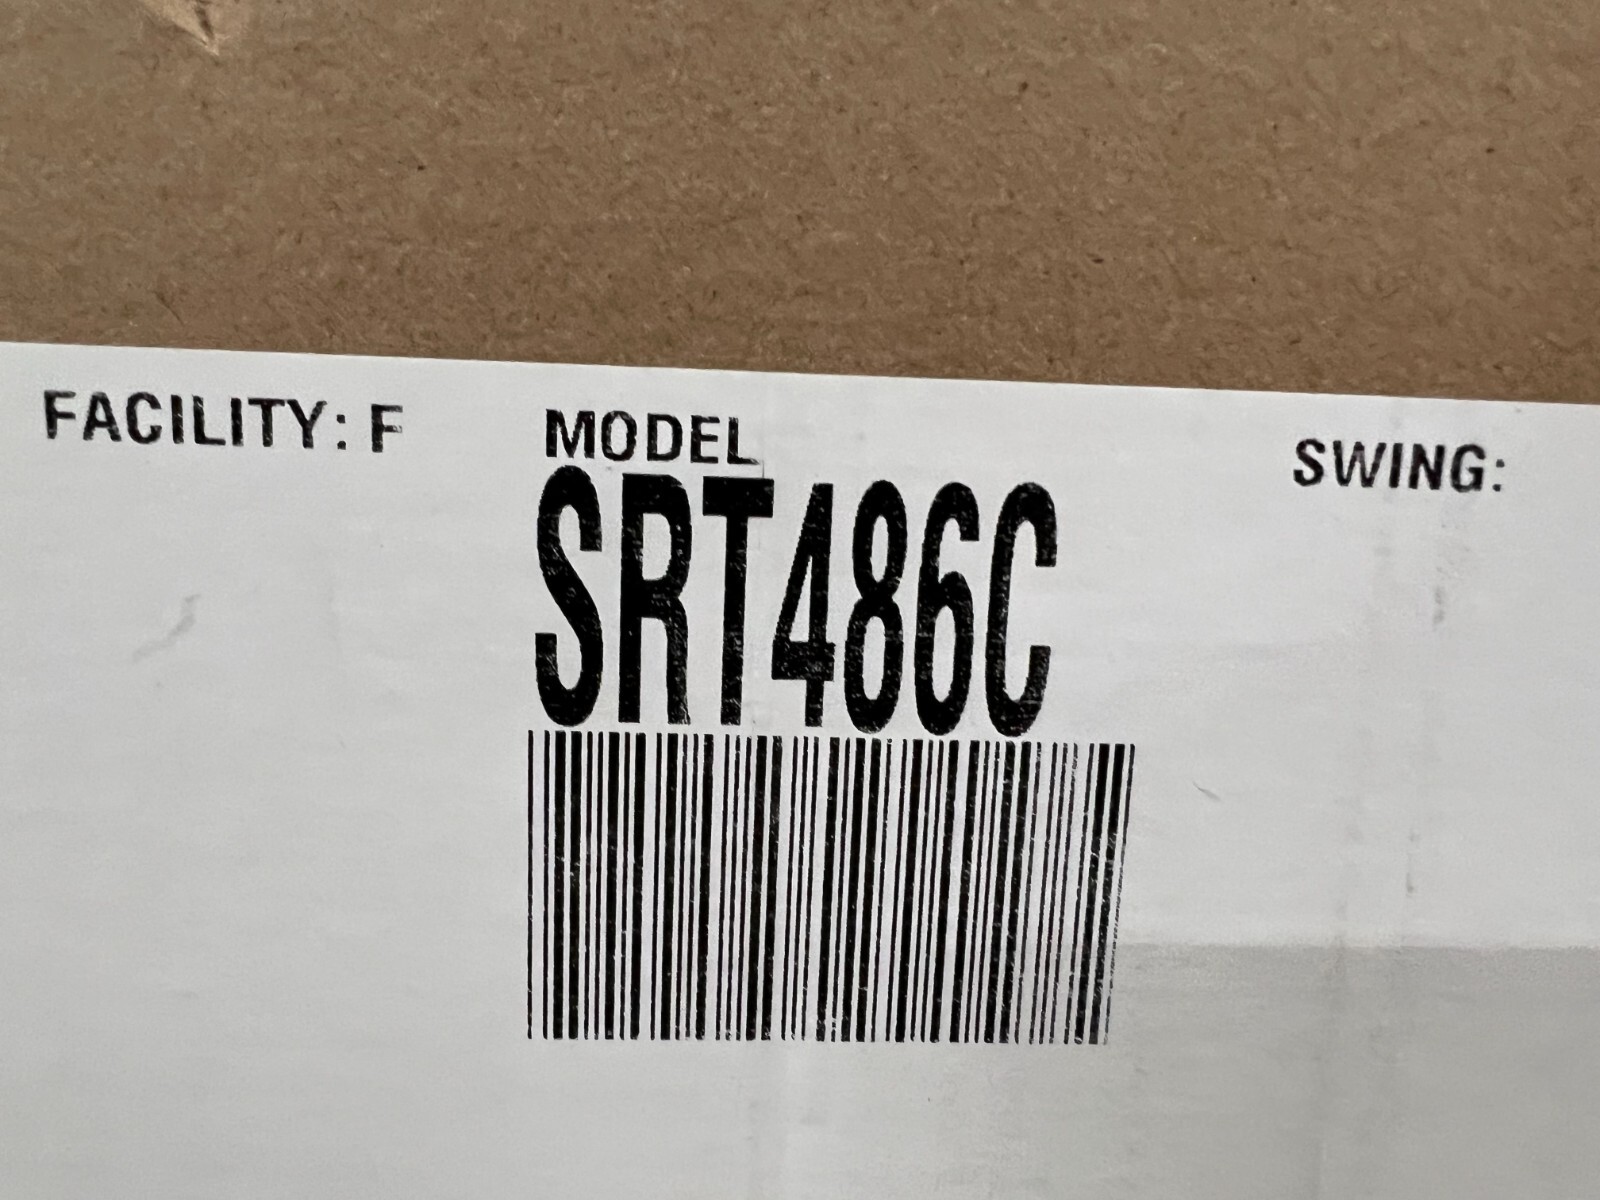 FACILITY: F
MODEL
SRT486C
SWING: